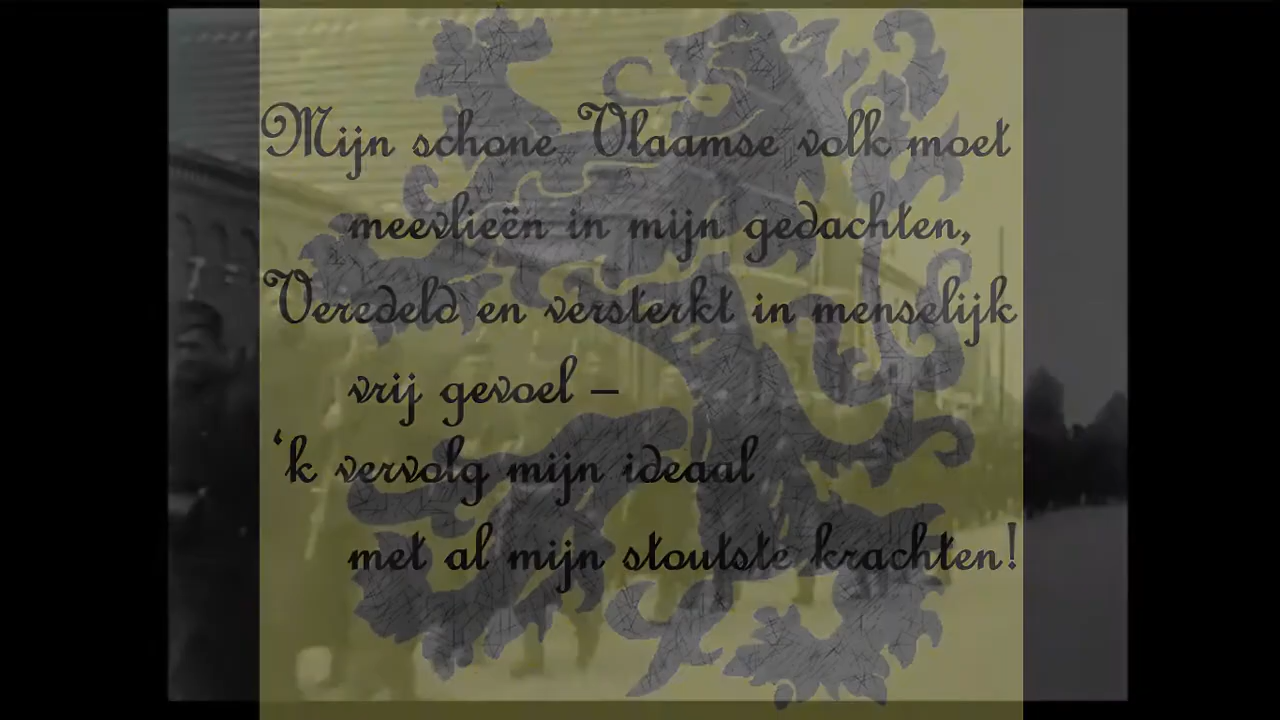 Mijn schone Vlaamse volk moet
meevlieën in mijn gedachten,
Veredeld en versterkt in menselijk
vrij gevoel –
‘k vervolg mijn ideaal
met al mijn stoutste krachten!